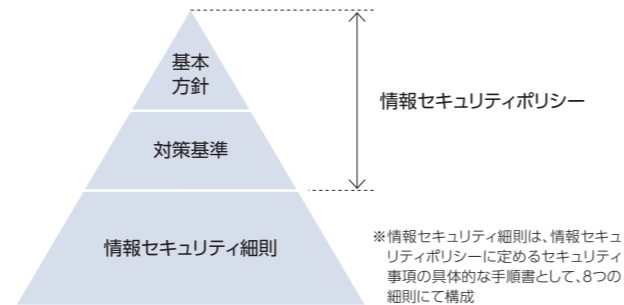 基本
方針
情報セキュリティポリシー
対策基準
情報セキュリティ細則
※情報セキュリティ細則は、情報セキュ
リティポリシーに定めるセキュリティ
事項の具体的な手順書として、8つの
細則にて構成